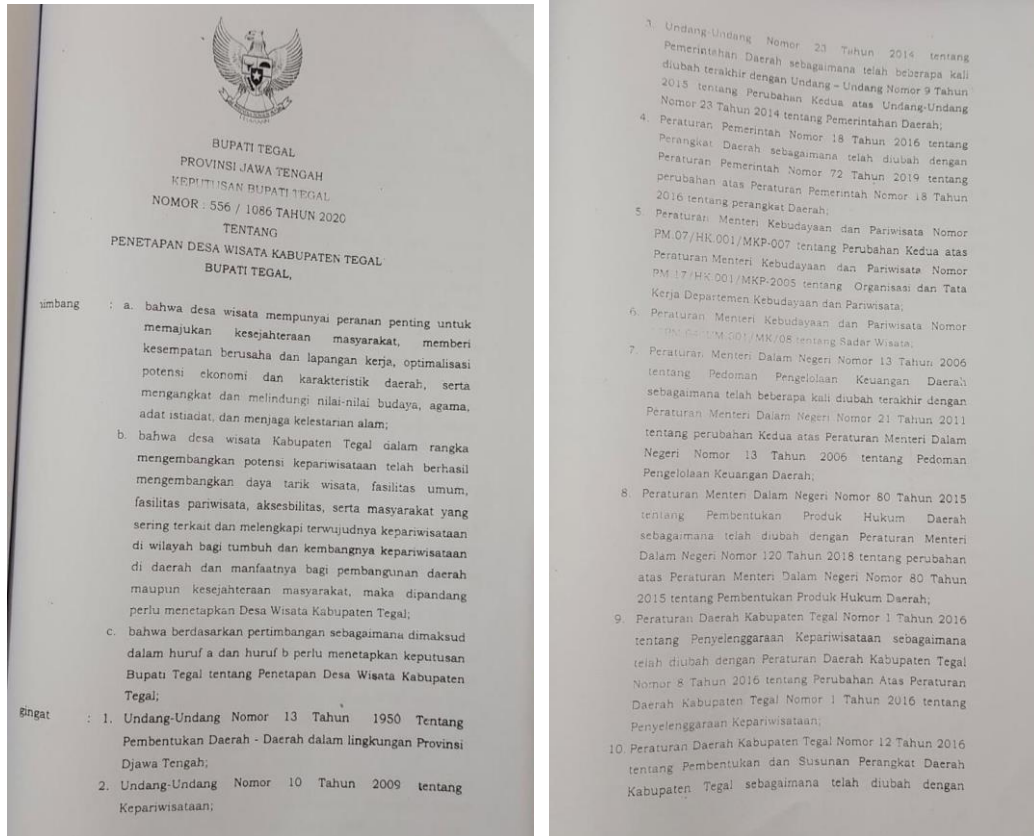 BUPATI TEGAL
PROVINSI JAWA TENGAH
KEPUTUSAN BUPATI TEGAL
NOMOR : 556 / 1086 TAHUN 2020
TENTANG
PENETAPAN DESA WISATA KABUPATEN TEGAL
BUPATI TEGAL,
nimbang : a. bahwa desa wisata mempunyai peranan penting untuk
memajukan kesejahteraan masyarakat, memberi
kesempatan berusaha dan lapangan kerja, optimalisasi
potensi ekonomi dan karakteristik daerah, serta
mengangkat dan melindungi nilai-nilai budaya, agama,
adat istiadat, dan menjaga kelestarian alam;
b. bahwa desa wisata Kabupaten Tegal dalam rangka
mengembangkan potensi kepariwisataan telah berhasil
mengembangkan daya tarik wisata, fasilitas umum,
fasilitas pariwisata, aksesbilitas, serta masyarakat yang
sering terkait dan melengkapi terwujudnya kepariwisataan
di wilayah bagi tumbuh dan kembangnya kepariwisataan
di daerah dan manfaatnya bagi pembangunan daerah
maupun kesejahteraan masyarakat, maka dipandang
perlu menetapkan Desa Wisata Kabupaten Tegal;
c. bahwa berdasarkan pertimbangan sebagaimana dimaksud
dalam huruf a dan huruf b perlu menetapkan keputusan
Bupati Tegal tentang Penetapan Desa Wisata Kabupaten
Tegal;
gingat : 1. Undang-Undang Nomor 13 Tahun 1950 Tentang
Pembentukan Daerah - Daerah dalam lingkungan Provinsi
Djawa Tengah;
2. Undang-Undang Nomor 10 Tahun 2009 tentang
Kepariwisataan;
3. Undang-Undang Nomor 23 Tahun 2014 tentang
Pemerintahan Daerah sebagaimana telah beberapa kali
diubah terakhir dengan Undang – Undang Nomor 9 Tahun
2015 tentang Perubahan Kedua atas Undang-Undang
Nomor 23 Tahun 2014 tentang Pemerintahan Daerah;
4. Peraturan Pemerintah Nomor 18 Tahun 2016 tentang
Perangkat Daerah sebagaimana telah diubah dengan
Peraturan Pemerintah Nomor 72 Tahun 2019 tentang
perubahan atas Peraturan Pemerintah Nomor 18 Tahun
2016 tentang perangkat Daerah;
5. Peraturan Menteri Kebudayaan dan Pariwisata Nomor
PM.07/HK.001/MKP-007 tentang Perubahan Kedua atas
Peraturan Menteri Kebudayaan dan Pariwisata Nomor
PM.17/HK.001/MKP-2005 tentang Organisasi dan Tata
Kerja Departemen Kebudayaan dan Pariwisata;
6. Peraturan Menteri Kebudayaan dan Pariwisata Nomor
tentang Sadar Wisata;
7. Peraturan Menteri Dalam Negeri Nomor 13 Tahun 2006
tentang Pedoman Pengelolaan Keuangan Daerah
sebagaimana telah beberapa kali diubah terakhir dengan
Peraturan Menteri Dalam Negeri Nomor 21 Tahun 2011
tentang perubahan Kedua atas Peraturan Menteri Dalam
Negeri Nomor 13 Tahun 2006 tentang Pedoman
Pengelolaan Keuangan Daerah;
8. Peraturan Menteri Dalam Negeri Nomor 80 Tahun 2015
tentang Pembentukan Produk Hukum Daerah
sebagaimana telah diubah dengan Peraturan Menteri
Dalam Negeri Nomor 120 Tahun 2018 tentang perubahan
atas Peraturan Menteri Dalam Negeri Nomor 80 Tahun
2015 tentang Pembentukan Produk Hukum Daerah;
9. Peraturan Daerah Kabupaten Tegal Nomor 1 Tahun 2016
tentang Penyelenggaraan Kepariwisataan sebagaimana
telah diubah dengan Peraturan Daerah Kabupaten Tegal
Nomor 8 Tahun 2016 tentang Perubahan Atas Peraturan
Daerah Kabupaten Tegal Nomor 1 Tahun 2016 tentang
Penyelenggaraan Kepariwisataan;
10. Peraturan Daerah Kabupaten Tegal Nomor 12 Tahun 2016
tentang Pembentukan dan Susunan Perangkat Daerah
Kabupaten Tegal sebagaimana telah diubah dengan